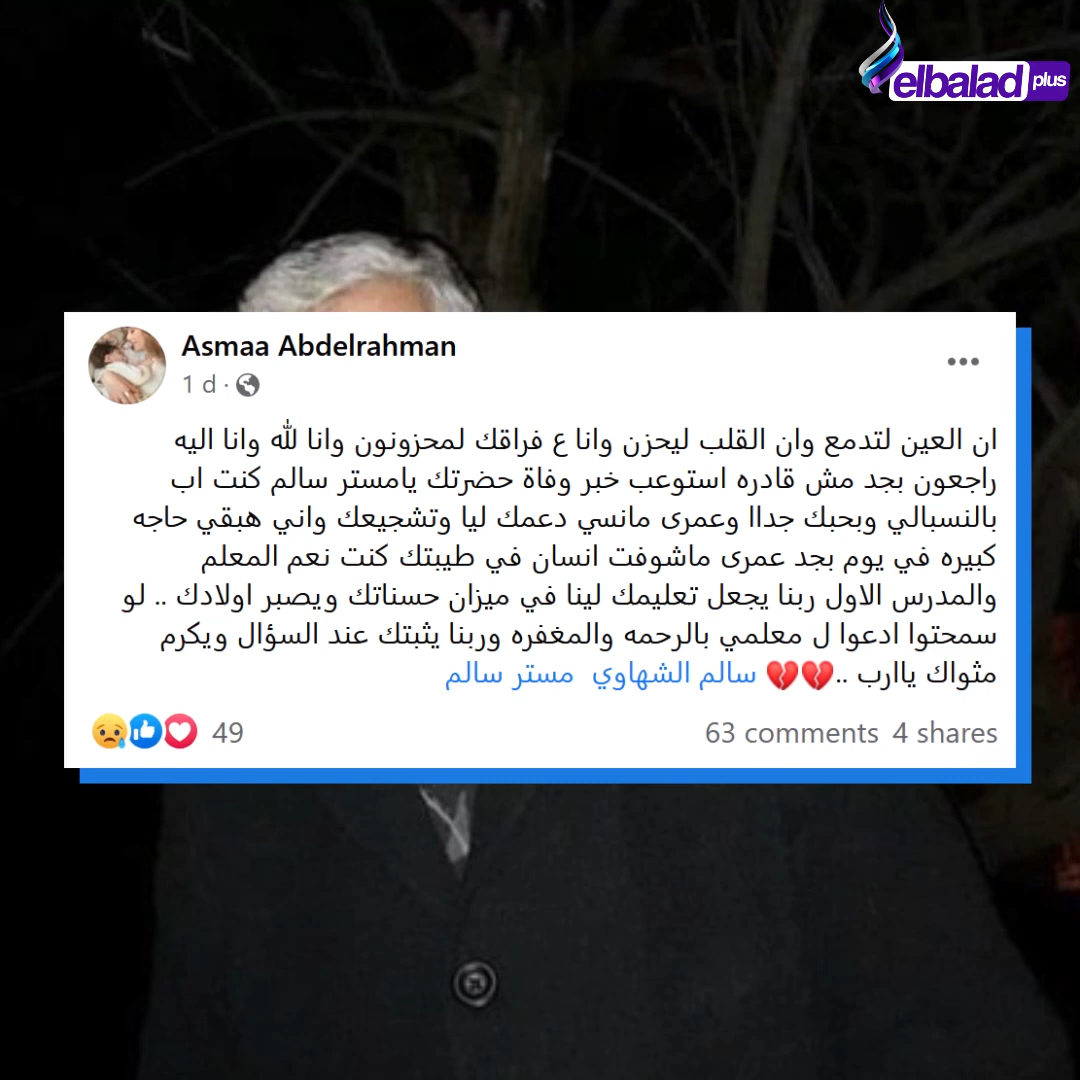 elbalad plus
Asmaa Abdelrahman
1 d ·
ان العين لتدمع وان القلب ليحزن وانا ع فراقك لمحزونون وانا لله وانا اليه
راجعون بجد مش قادره استوعب خبر وفاة حضرتك يامستر سالم كنت اب
بالنسبالي وبحبك جداا وعمرى مانسي دعمك ليا وتشجيعك واني هبقي حاجه
كبيره في يوم بجد عمرى ماشوفت انسان في طيبتك كنت نعم المعلم
والمدرس الاول ربنا يجعل تعليمك لينا في ميزان حسناتك ويصبر اولادك .. لو
سمحتوا ادعوا ل معلمي بالرحمه والمغفره وربنا يثبتك عند السؤال ويكرم
مثواك ياارب ..💔💔 سالم الشهاوي مستر سالم
49
63 comments 4 shares